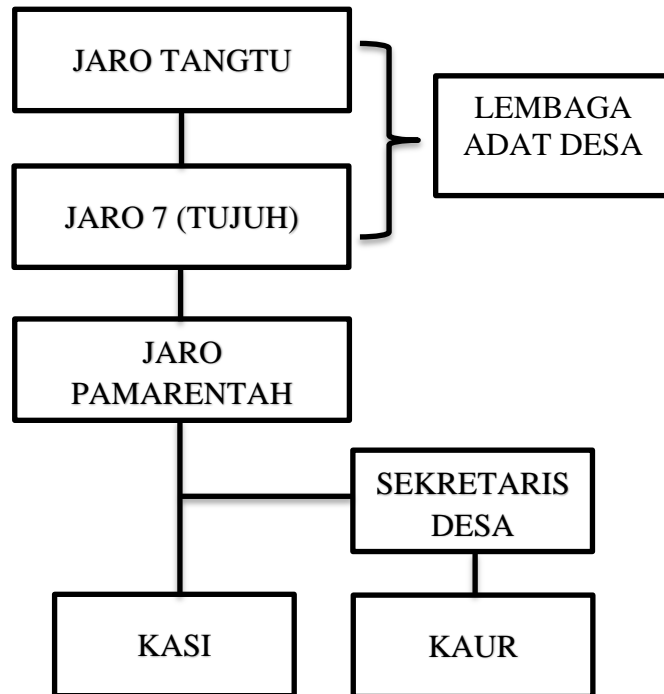 JARO TANGTU
LEMBAGA
ADAT DESA
JARO 7 (TUJUH)
JARO
PAMARENTAH
SEKRETARIS
DESA
KASI
KAUR